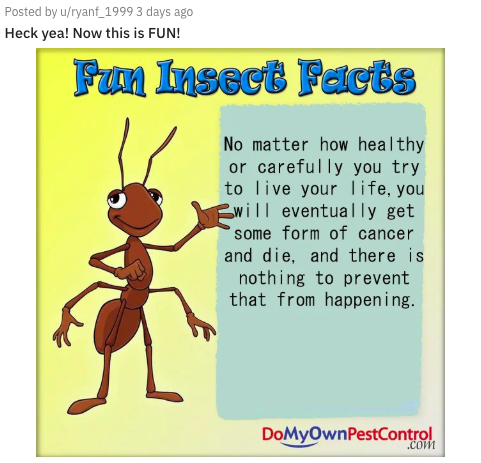 Posted by u/ryanf_1999 3 days ago
Heck yea! Now this is FUN!
Fun Insect Facts
No matter how healthy
or carefully you try
to live your life, you
will eventually get
some form of cancer
and die, and there is
nothing to prevent
that from happening.
DoMyOwnPestControl
.com